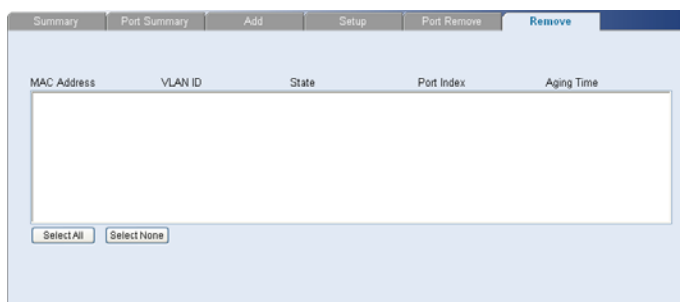 Summary Port Summary Add Setup Port Remove Remove
MAC Address VLAN ID State Port Index Aging Time
Select All Select None